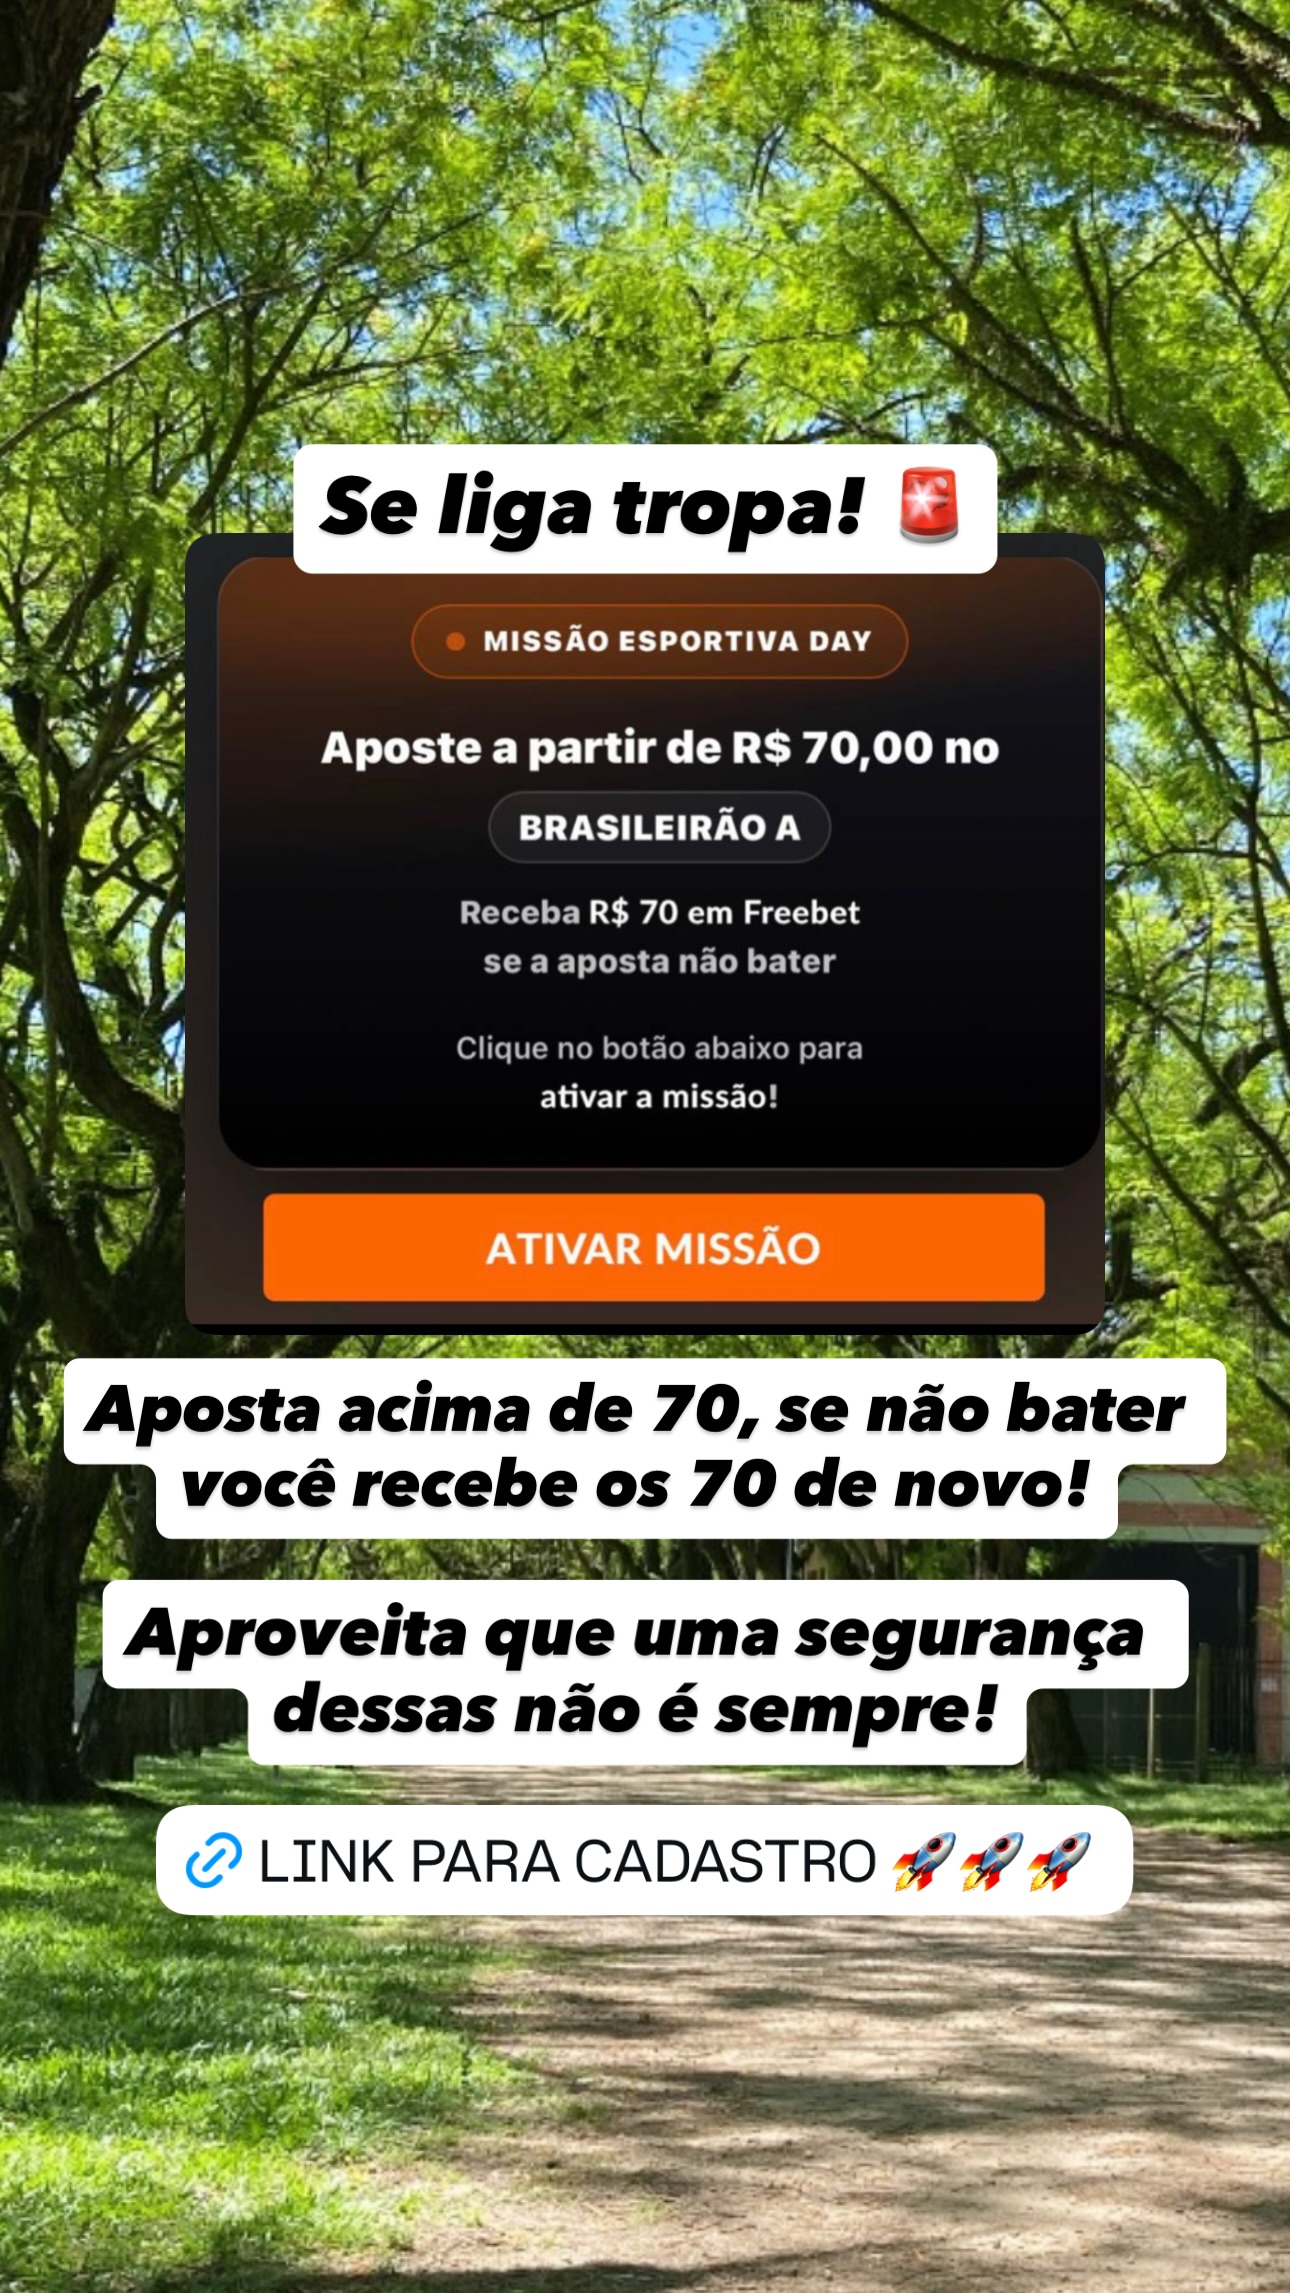 Se liga tropa! 🚨
MISSÃO ESPORTIVA DAY
Aposte a partir de R$ 70,00 no
BRASILEIRÃO A
Receba R$ 70 em Freebet
se a aposta não bater
Clique no botão abaixo para
ativar a missão!
ATIVAR MISSÃO
Aposta acima de 70, se não bater
você recebe os 70 de novo!
Aproveita que uma segurança
dessas não é sempre!
LINK PARA CADASTRO 🚀🚀🚀